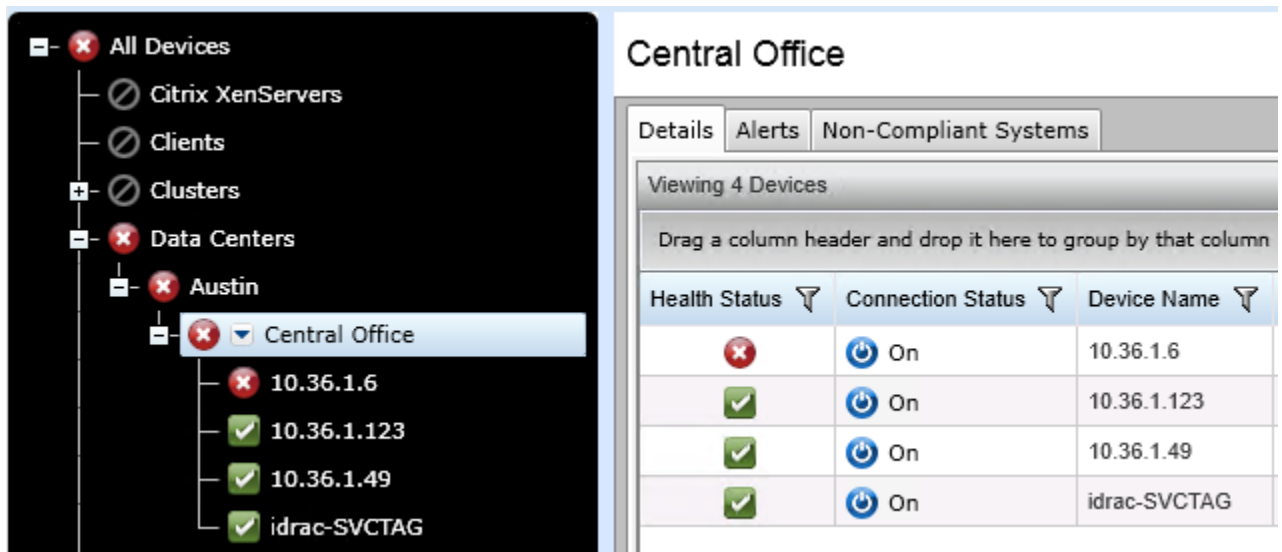 All Devices
Citrix XenServers
Clients
Clusters
Data Centers
Austin
Central Office
10.36.1.6
10.36.1.123
10.36.1.49
idrac-SVCTAG
Central Office
Details Alerts Non-Compliant Systems
Viewing 4 Devices
Drag a column header and drop it here to group by that column
Health Status Connection Status Device Name
On 10.36.1.6
On 10.36.1.123
On 10.36.1.49
On idrac-SVCTAG